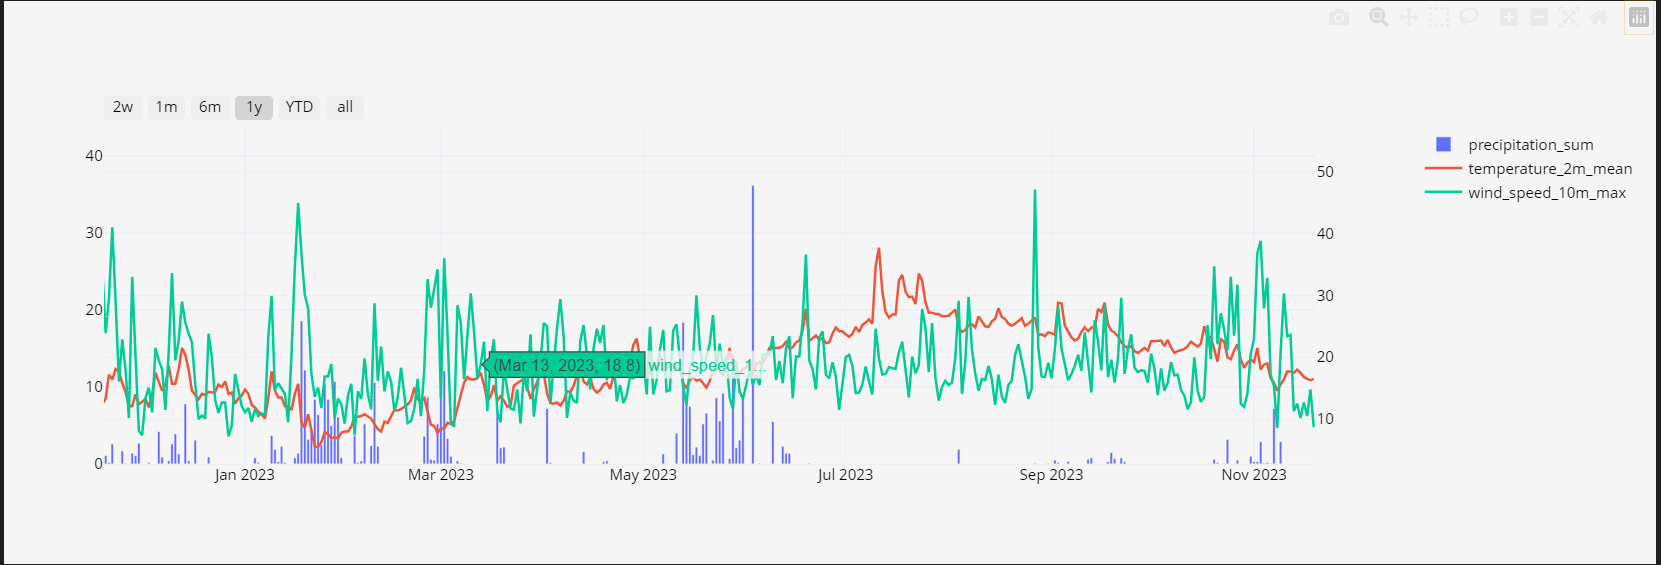 2w 1m 6m 1y YTD all
40
30
20
10
0
(Mar 13, 2023, 18.8) wind_speed_1...
50
40
30
20
10
Jan 2023 Mar 2023 May 2023 Jul 2023 Sep 2023 Nov 2023
precipitation_sum
temperature_2m_mean
wind_speed_10m_max